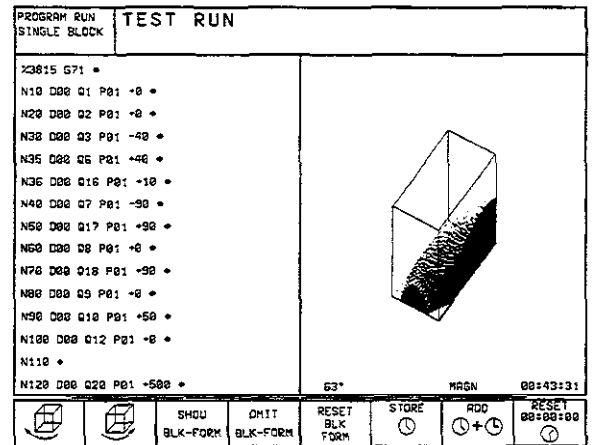 PROGRAM RUN
SINGLE BLOCK
TEST RUN
%3815 G71 *
N10 D00 Q1 P01 +0 *
N20 D00 Q2 P01 +0 *
N30 D00 Q3 P01 -40 *
N35 D00 Q6 P01 +40 *
N36 D00 Q16 P01 +10 *
N40 D00 Q7 P01 -90 *
N50 D00 Q17 P01 +90 *
N60 D00 Q8 P01 +0 *
N70 D00 Q18 P01 +90 *
N80 D00 Q9 P01 +0 *
N90 D00 Q10 P01 +50 *
N100 D00 Q12 P01 +0 *
N110 *
N120 D00 Q20 P01 +500 *
63° MAGN 00:43:31
SHOW
BLK-FORM
OMIT
BLK-FORM
RESET
BLK
FORM
STORE
ADD
+
RESET
00:00:00